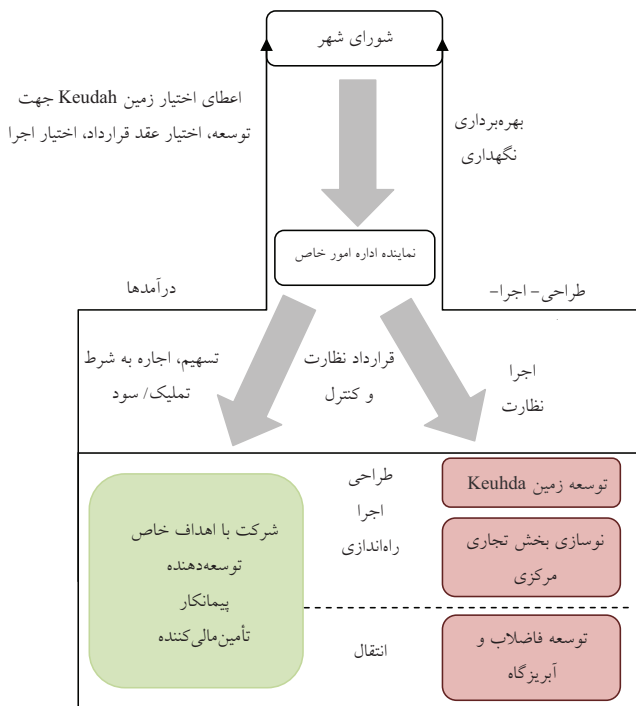 شورای شهر
اعطای اختیار زمین Keudah جهت
توسعه، اختیار عقد قرارداد، اختیار اجرا
بهره‌برداری
نگهداری
نماینده اداره امور خاص
درآمدها
طراحی- اجرا-
تسهیم، اجاره به شرط
تملیک/ سود
قرارداد نظارت
و کنترل
اجرا
نظارت
شرکت با اهداف خاص
توسعه‌دهنده
پیمانکار
تأمین‌مالی‌کننده
طراحی
اجرا
راه‌اندازی
انتقال
توسعه زمین Keuhda
نوسازی بخش تجاری
مرکزی
توسعه فاضلاب و
آبریزگاه